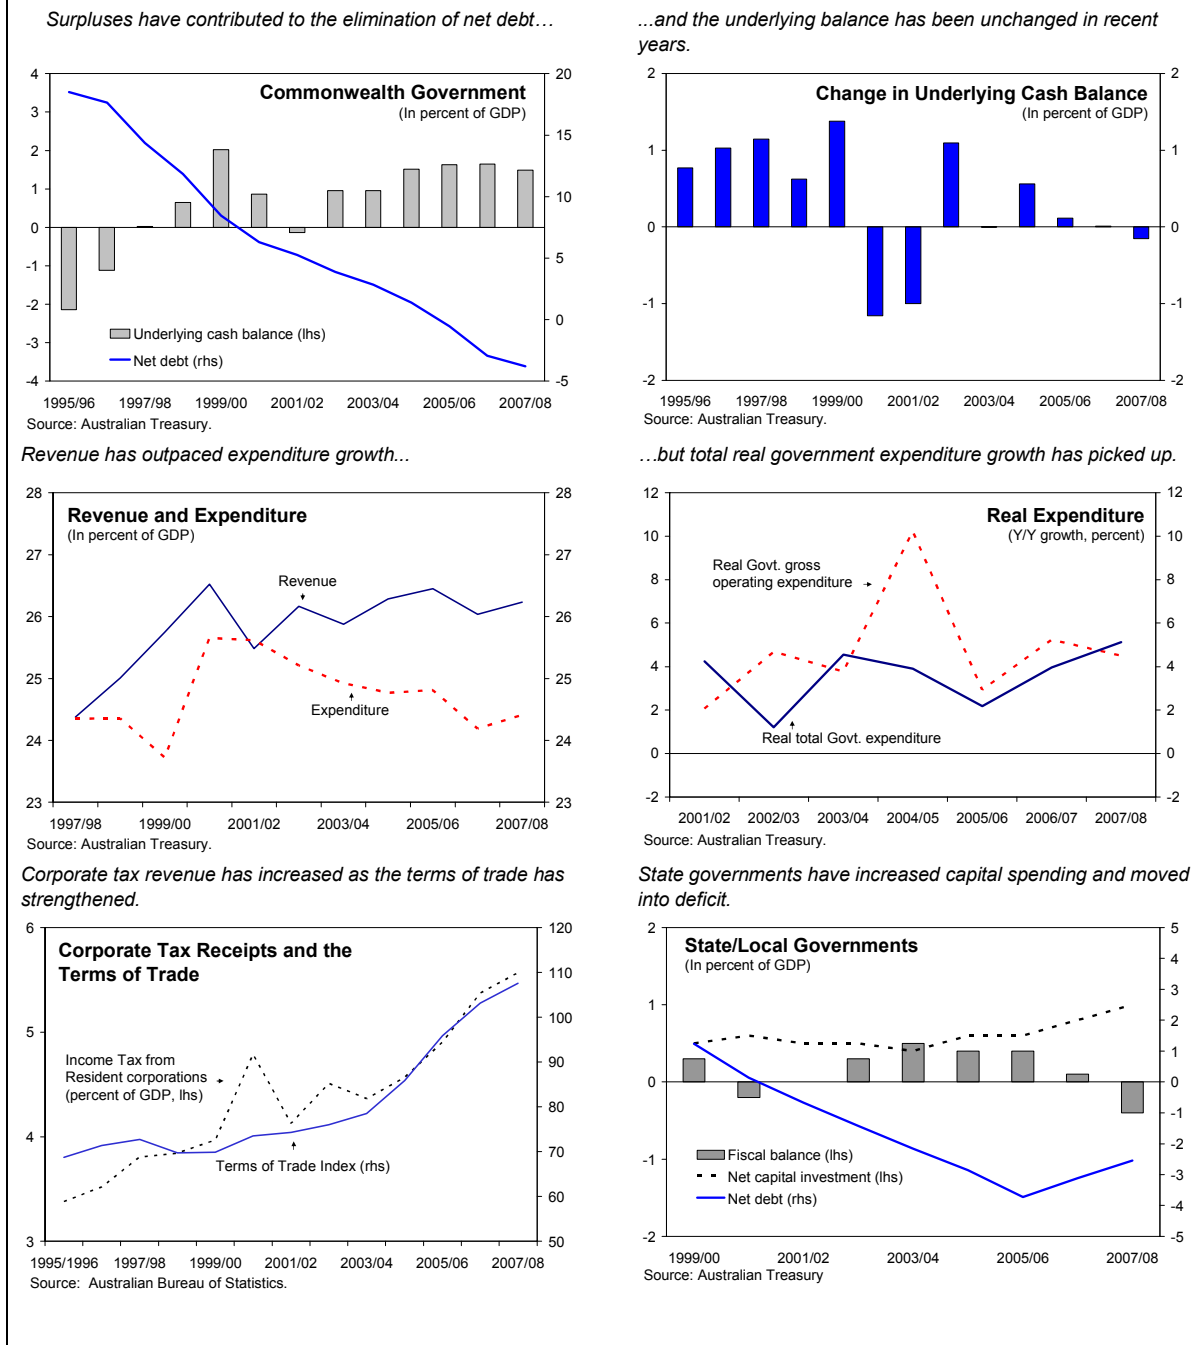 Surpluses have contributed to the elimination of net debt…
4
3
2
1
0
-1
-2
-3
-4
20
15
10
5
0
-5
Commonwealth Government
(In percent of GDP)
Underlying cash balance (lhs)
Net debt (rhs)
1995/96 1997/98 1999/00 2001/02 2003/04 2005/06 2007/08
Source: Australian Treasury.
...and the underlying balance has been unchanged in recent
years.
2
1
0
-1
-2
2
1
0
-1
-2
Change in Underlying Cash Balance
(In percent of GDP)
1995/96 1997/98 1999/00 2001/02 2003/04 2005/06 2007/08
Source: Australian Treasury.
Revenue has outpaced expenditure growth...
28
27
26
25
24
23
28
27
26
25
24
23
Revenue and Expenditure
(In percent of GDP)
Revenue
Expenditure
1997/98 1999/00 2001/02 2003/04 2005/06 2007/08
Source: Australian Treasury.
…but total real government expenditure growth has picked up.
12
10
8
6
4
2
0
-2
12
10
8
6
4
2
0
-2
Real Expenditure
(Y/Y growth, percent)
Real Govt. gross
operating expenditure
Real total Govt. expenditure
2001/02 2002/03 2003/04 2004/05 2005/06 2006/07 2007/08
Source: Australian Treasury.
Corporate tax revenue has increased as the terms of trade has
strengthened.
6
5
4
3
120
110
100
90
80
70
60
50
Corporate Tax Receipts and the
Terms of Trade
Income Tax from
Resident corporations
(percent of GDP, lhs)
Terms of Trade Index (rhs)
1995/1996 1997/98 1999/00 2001/02 2003/04 2005/06 2007/08
Source: Australian Bureau of Statistics.
State governments have increased capital spending and moved
into deficit.
2
1
0
-1
-2
5
4
3
2
1
0
-1
-2
-3
-4
-5
State/Local Governments
(In percent of GDP)
Fiscal balance (lhs)
Net capital investment (lhs)
Net debt (rhs)
1999/00 2001/02 2003/04 2005/06 2007/08
Source: Australian Treasury